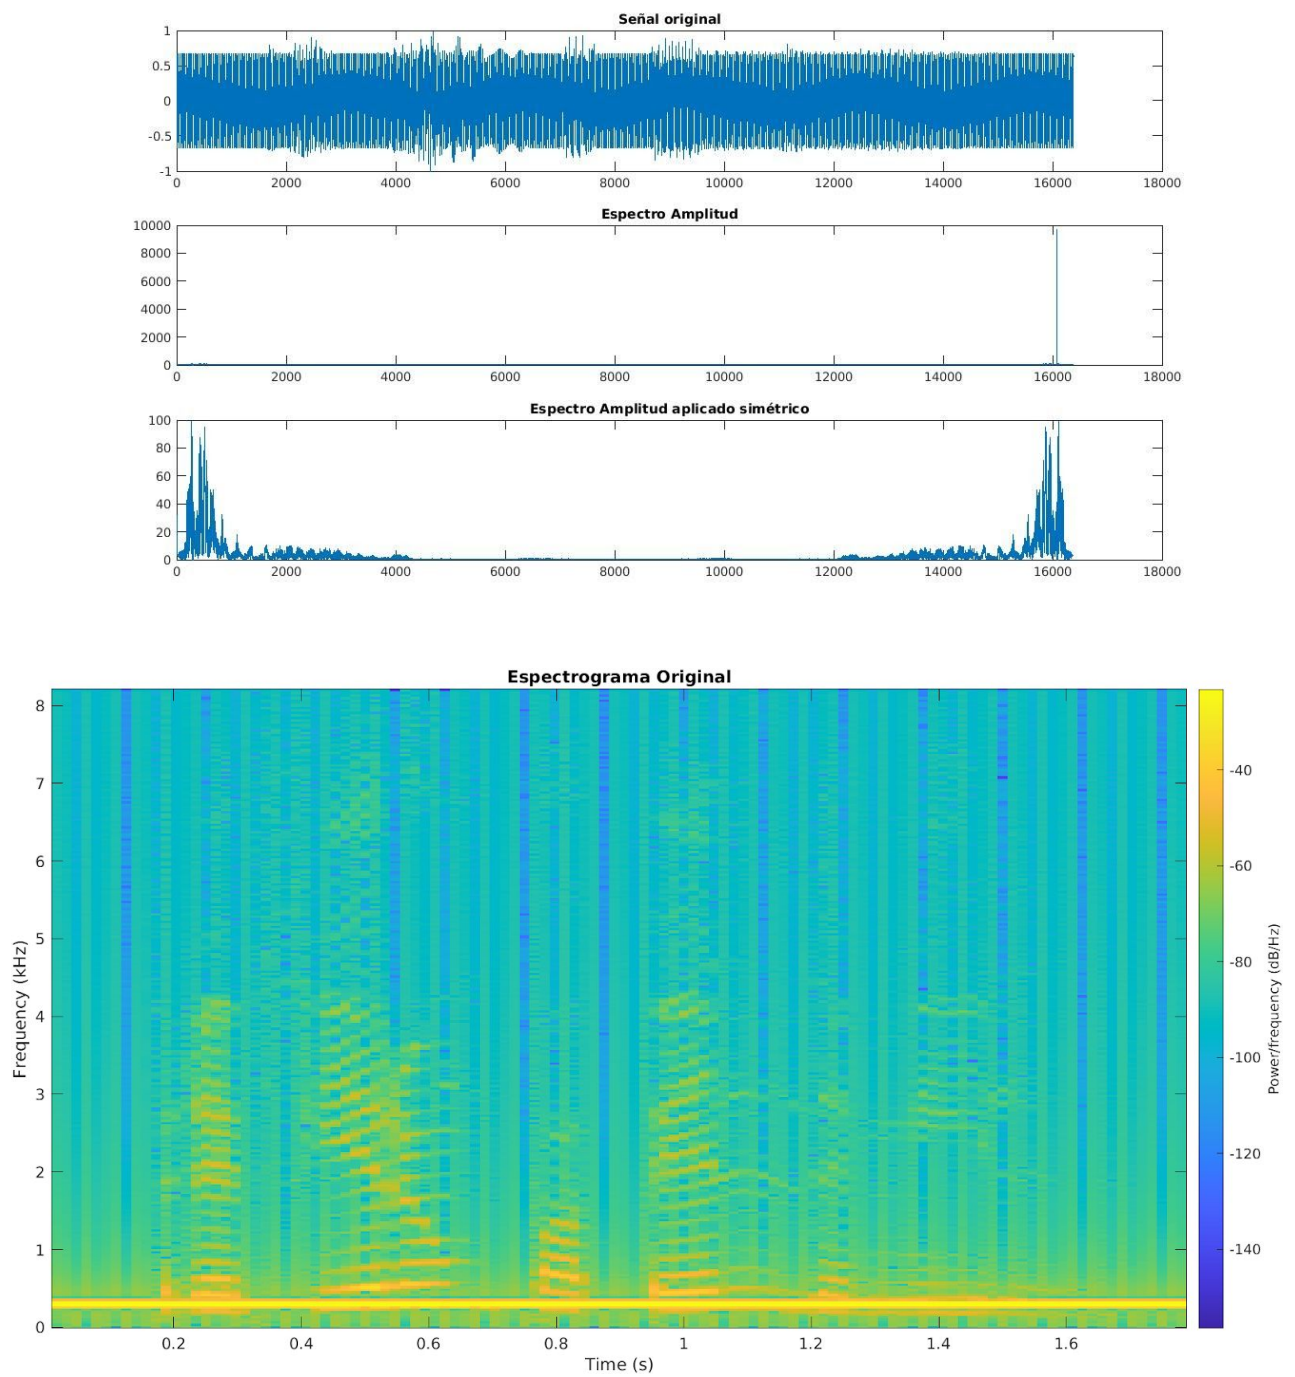 Señal original
1
0.5
0
-0.5
-1
0 2000 4000 6000 8000 10000 12000 14000 16000 18000
Espectro Amplitud
10000
8000
6000
4000
2000
0
0 2000 4000 6000 8000 10000 12000 14000 16000 18000
Espectro Amplitud aplicado simétrico
100
80
60
40
20
0
0 2000 4000 6000 8000 10000 12000 14000 16000 18000
Espectrograma Original
8
7
6
5
4
3
2
1
0
Frequency (kHz)
0.2 0.4 0.6 0.8 1 1.2 1.4 1.6
Time (s)
-40
-60
-80
-100
-120
-140
Power/frequency (dB/Hz)